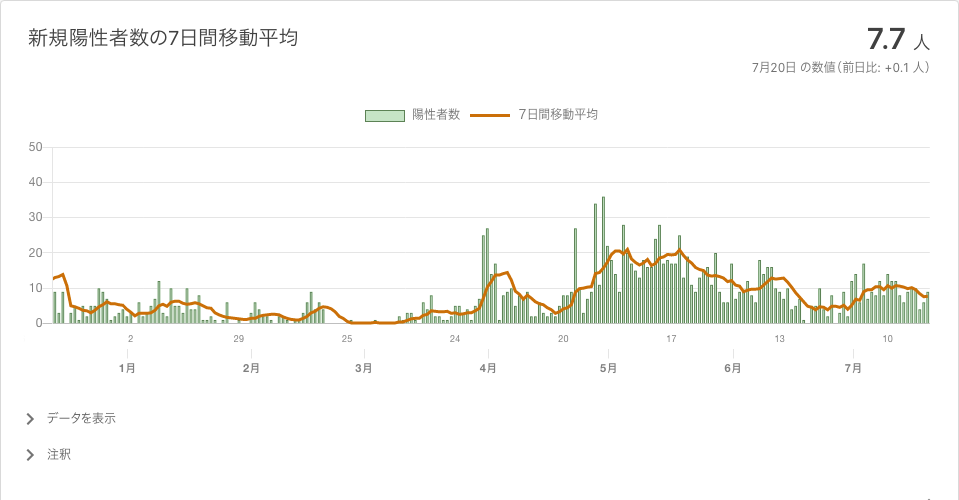 新規陽性者数の7日間移動平均
7.7 人
7月20日 の数値（前日比: +0.1 人）
陽性者数 7日間移動平均
50
40
30
20
10
0
2 29 25 24 20 17 13 10
1月 2月 3月 4月 5月 6月 7月
データを表示
注釈